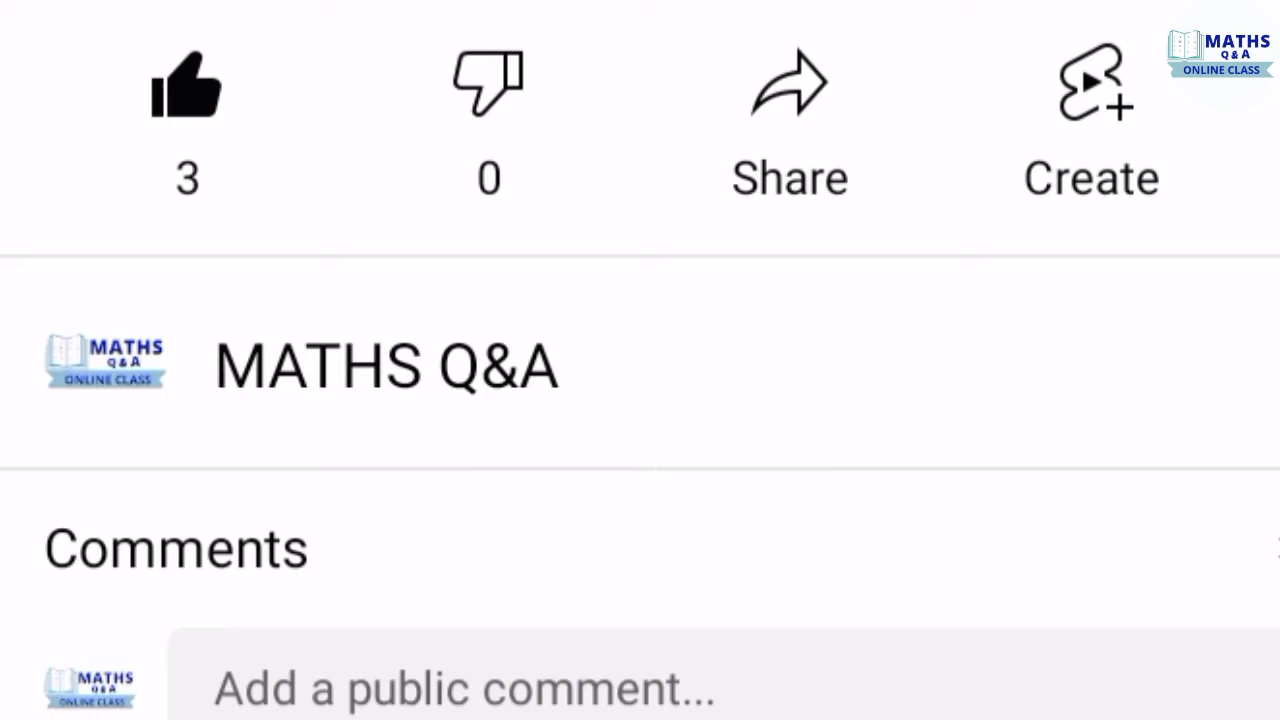 MATHS
Q&A
ONLINE CLASS
3
0
Share
Create
MATHS
Q&A
ONLINE CLASS
MATHS Q&A
Comments
MATHS
Q&A
ONLINE CLASS
Add a public comment...